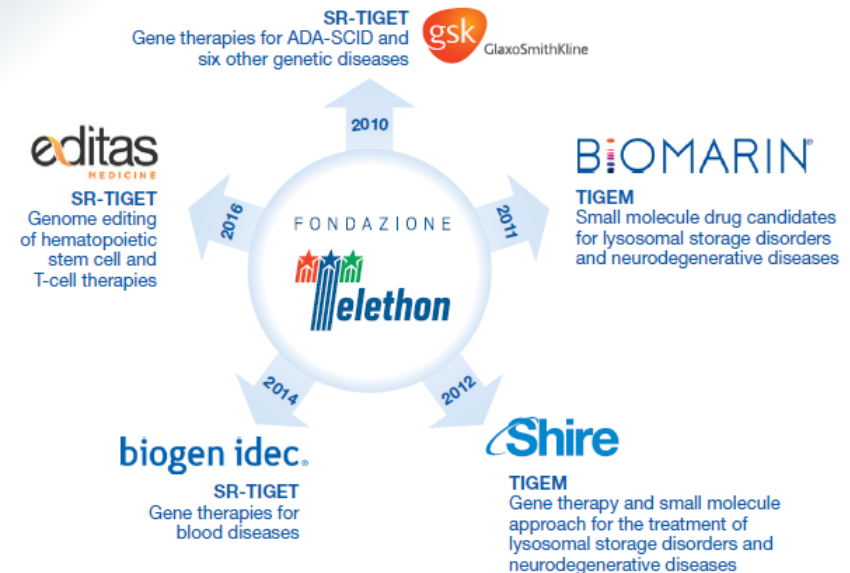 SR-TIGET
Gene therapies for ADA-SCID and
six other genetic diseases
gsk
GlaxoSmithKline
2010
editas
MEDICINE
SR-TIGET
Genome editing
of hematopoietic
stem cell and
T-cell therapies
2016
FONDAZIONE
Telethon
2011
BIOMARIN®
TIGEM
Small molecule drug candidates
for lysosomal storage disorders
and neurodegenerative diseases
2014
biogen idec®
SR-TIGET
Gene therapies for
blood diseases
2012
Shire
TIGEM
Gene therapy and small molecule
approach for the treatment of
lysosomal storage disorders and
neurodegenerative diseases